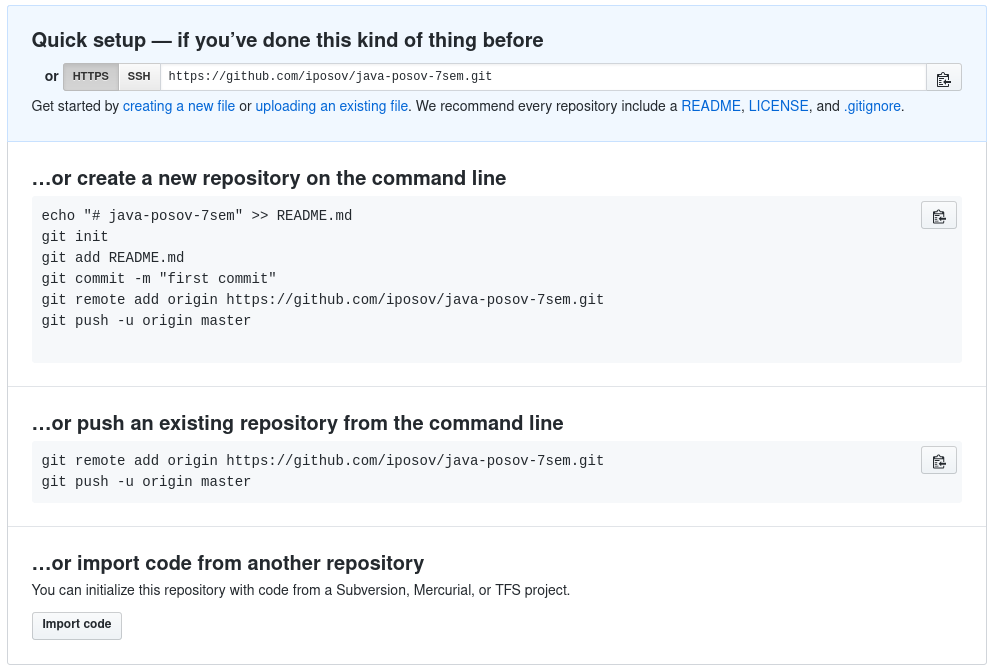 Quick setup — if you’ve done this kind of thing before
or HTTPS SSH https://github.com/iposov/java-posov-7sem.git
Get started by creating a new file or uploading an existing file. We recommend every repository include a README, LICENSE, and .gitignore.
…or create a new repository on the command line
echo "# java-posov-7sem" >> README.md
git init
git add README.md
git commit -m "first commit"
git remote add origin https://github.com/iposov/java-posov-7sem.git
git push -u origin master
…or push an existing repository from the command line
git remote add origin https://github.com/iposov/java-posov-7sem.git
git push -u origin master
…or import code from another repository
You can initialize this repository with code from a Subversion, Mercurial, or TFS project.
Import code